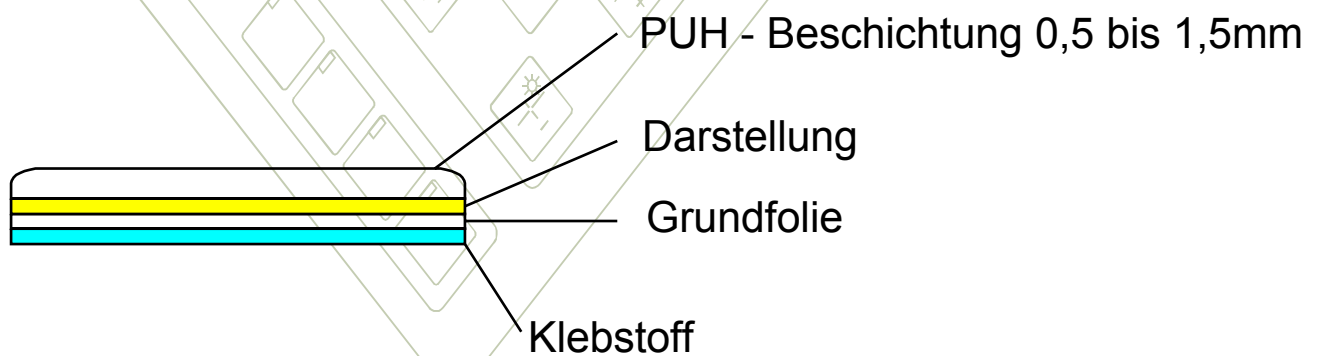 PUH - Beschichtung 0,5 bis 1,5mm
Darstellung
Grundfolie
Klebstoff